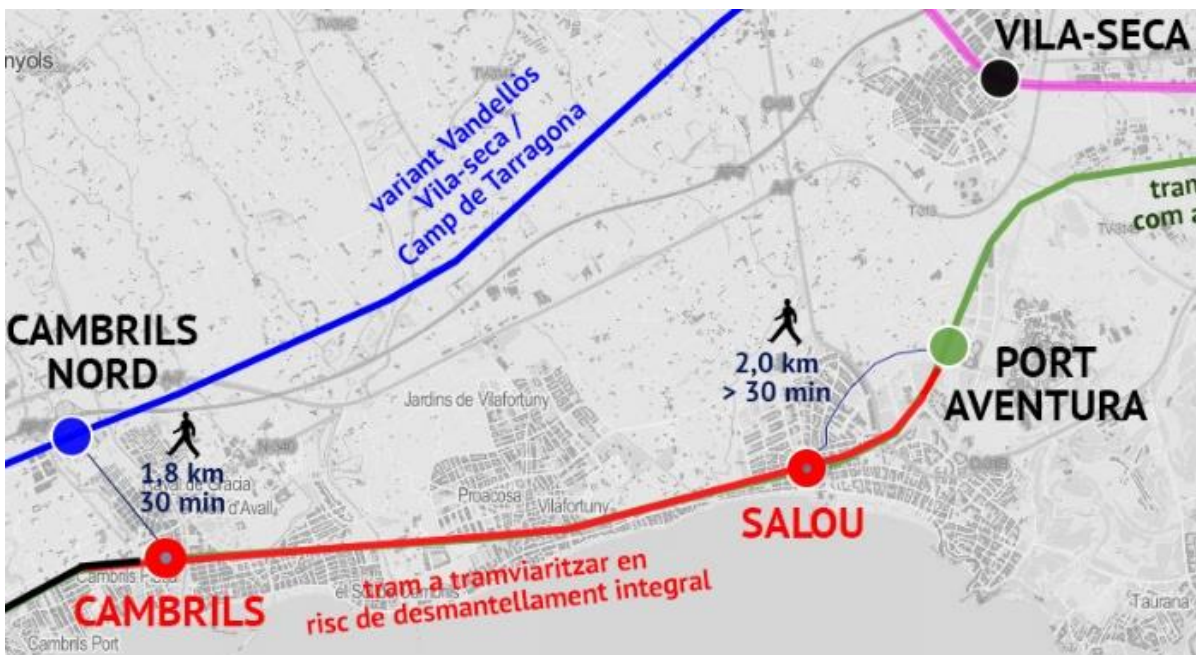 nyols
VILA-SECA
variant Vandellòs
Vila-seca /
Camp de Tarragona
tram
com a
CAMBRILS
NORD
2,0 km
> 30 min
PORT
AVENTURA
Jardins de Vilafortuny
1,8 km
30 min
Proacosa
Vilafortuny
SALOU
tram a tramviaritzar en
risc de desmantellament integral
CAMBRILS
Cambrils Port
Taurana